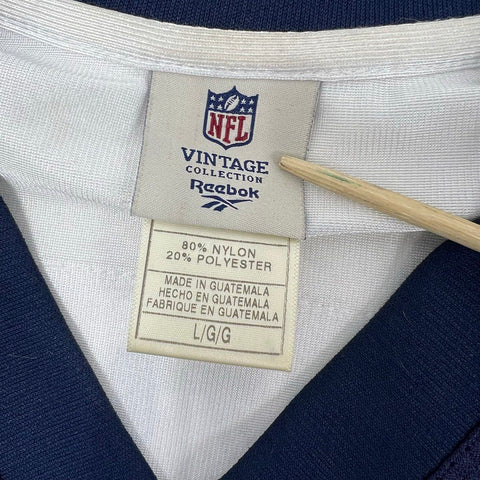 NFL
VINTAGE
COLLECTION
Reebok
80% NYLON
20% POLYESTER
MADE IN GUATEMALA
HECHO EN GUATEMALA
FABRIQUE EN GUATEMALA
L/G/G